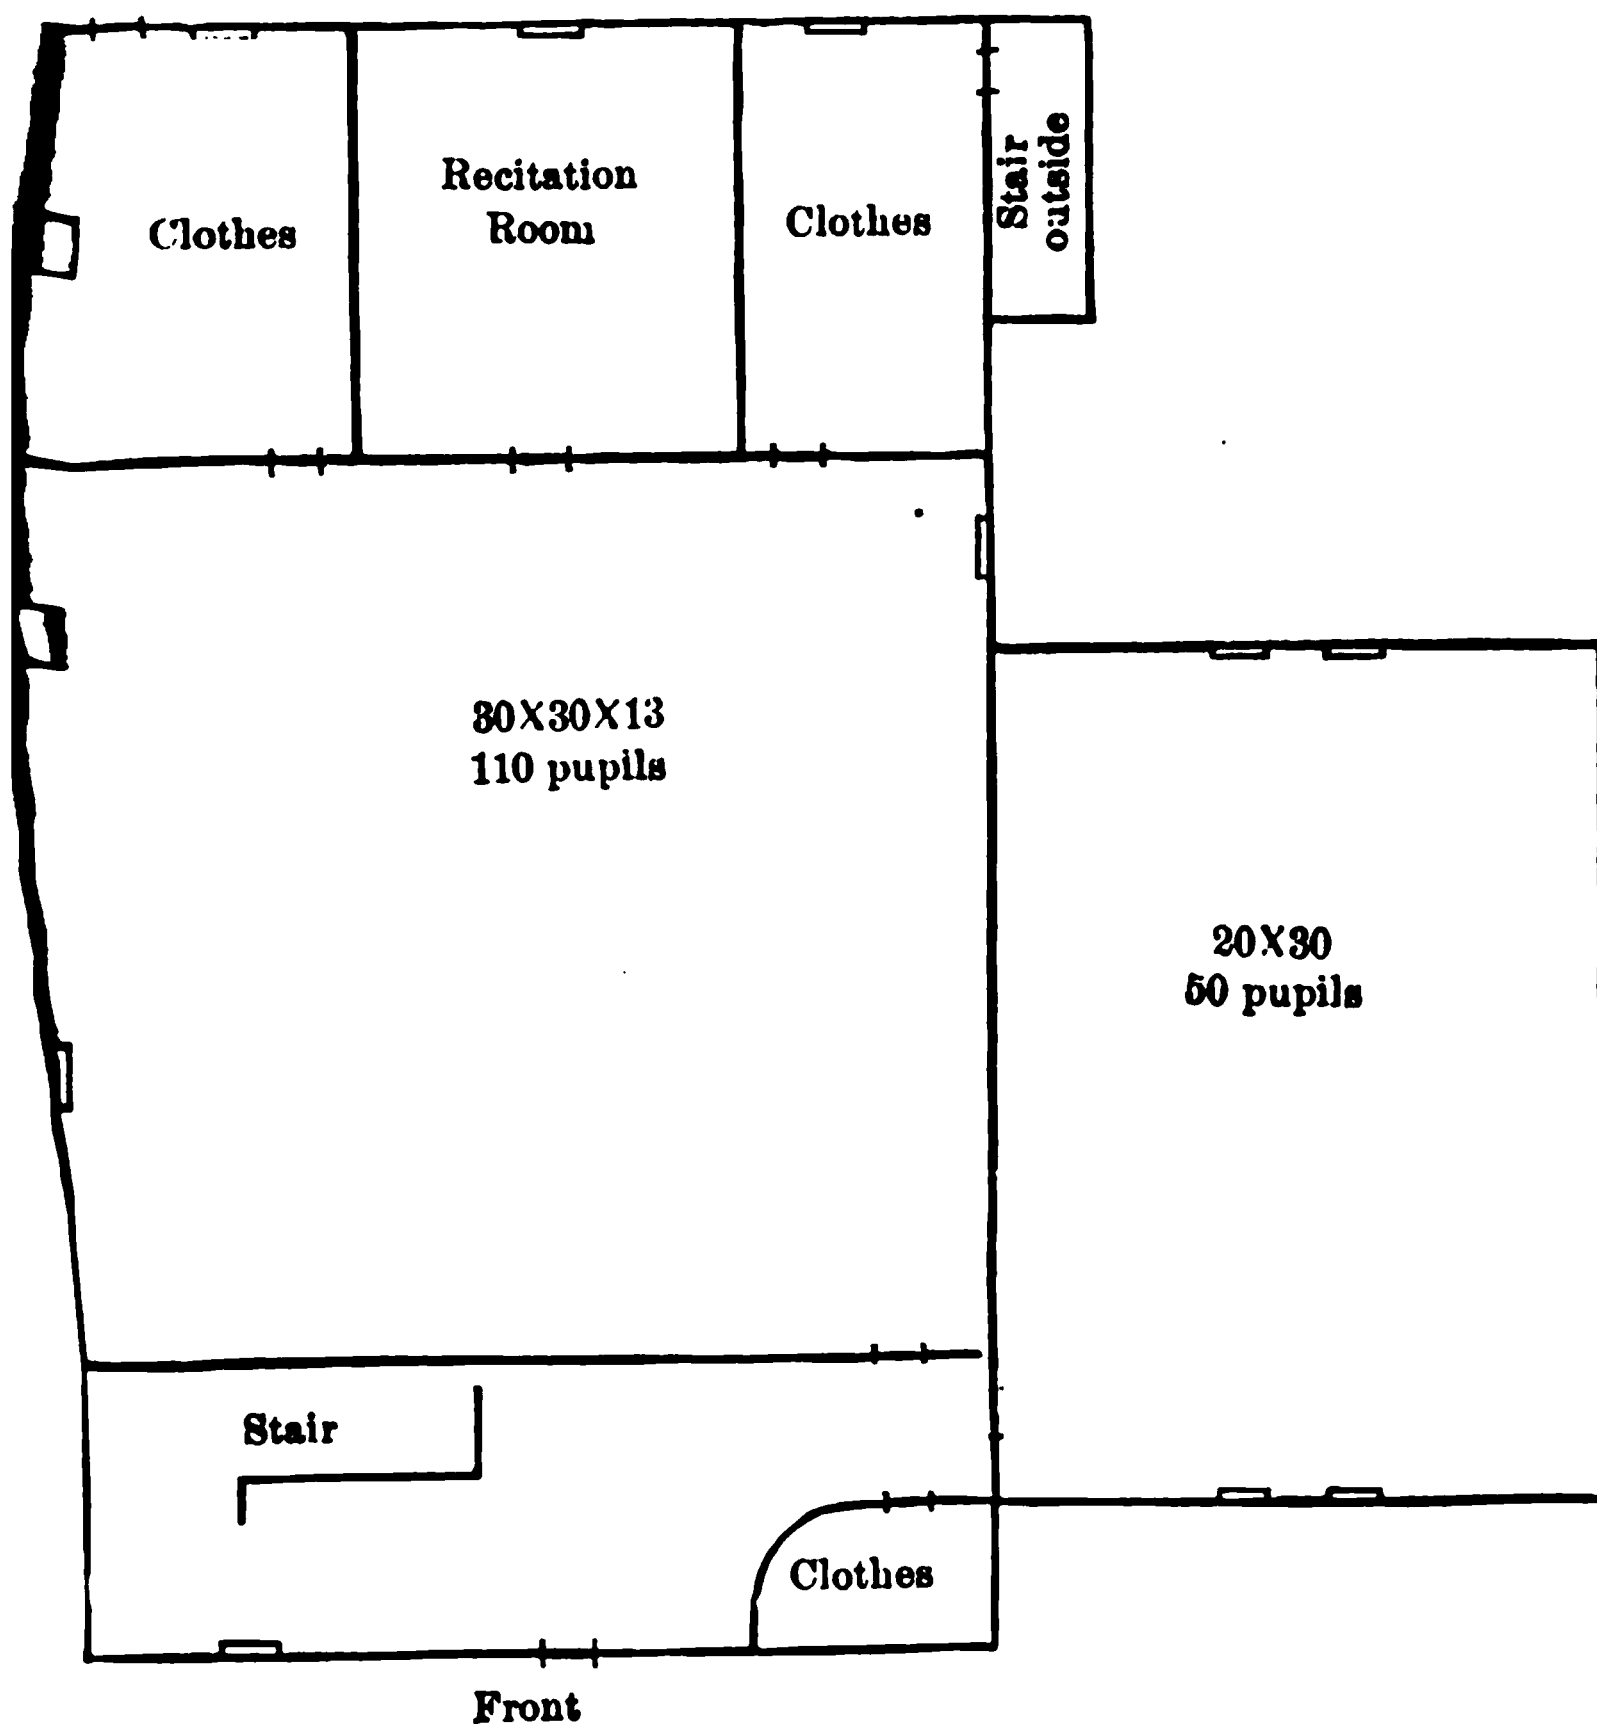 Clothes
Recitation
Room
Clothes
Stair
outside
30X30X13
110 pupils
20X30
50 pupils
Stair
Clothes
Front